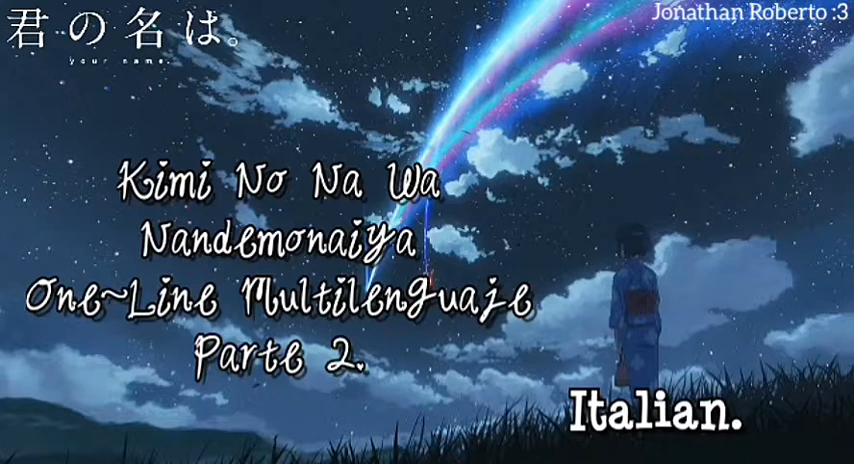 Jonathan Roberto :3
君の名は。
your name.
Kimi No Na Wa
Nandemonaiya
One~Line Multilenguaje
Parte 2.
Italian.